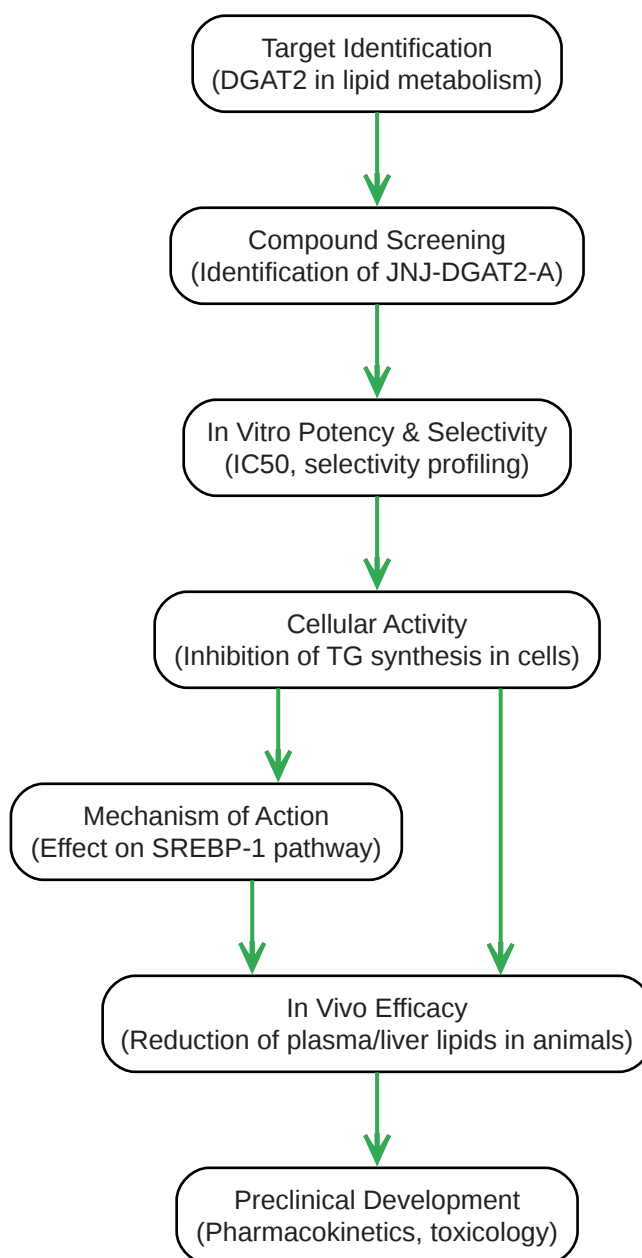 Target Identification
(DGAT2 in lipid metabolism)
Compound Screening
(Identification of JNJ-DGAT2-A)
In Vitro Potency & Selectivity
(IC50, selectivity profiling)
Cellular Activity
(Inhibition of TG synthesis in cells)
Mechanism of Action
(Effect on SREBP-1 pathway)
In Vivo Efficacy
(Reduction of plasma/liver lipids in animals)
Preclinical Development
(Pharmacokinetics, toxicology)